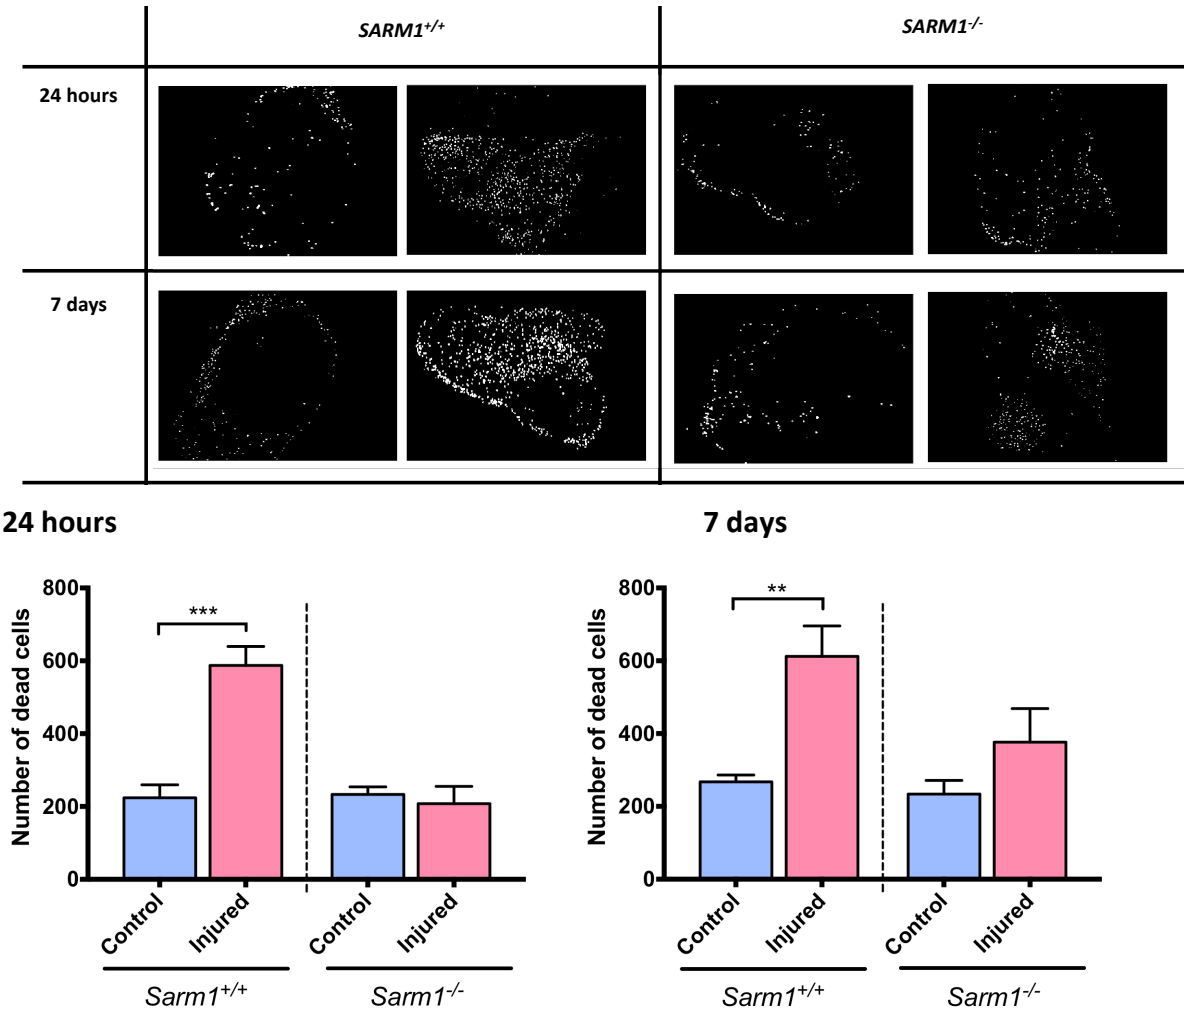 SARM1+/+ SARM1-/-
24 hours
7 days
24 hours 7 days
800
600
400
200
0
Number of dead cells
***
Control Injured Control Injured
Sarm1+/+ Sarm1-/-
800
600
400
200
0
Number of dead cells
**
Control Injured Control Injured
Sarm1+/+ Sarm1-/-